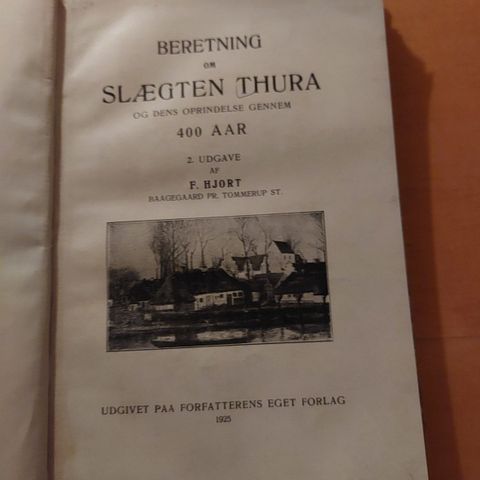 BERETNING
OM
SLÆGTEN THURA
OG DENS OPRINDELSE GENNEM
400 AAR
2. UDGAVE
AF
F. HJORT
BAAGEGAARD PR. TOMMERUP ST.
UDGIVET PAA FORFATTERENS EGET FORLAG
1925